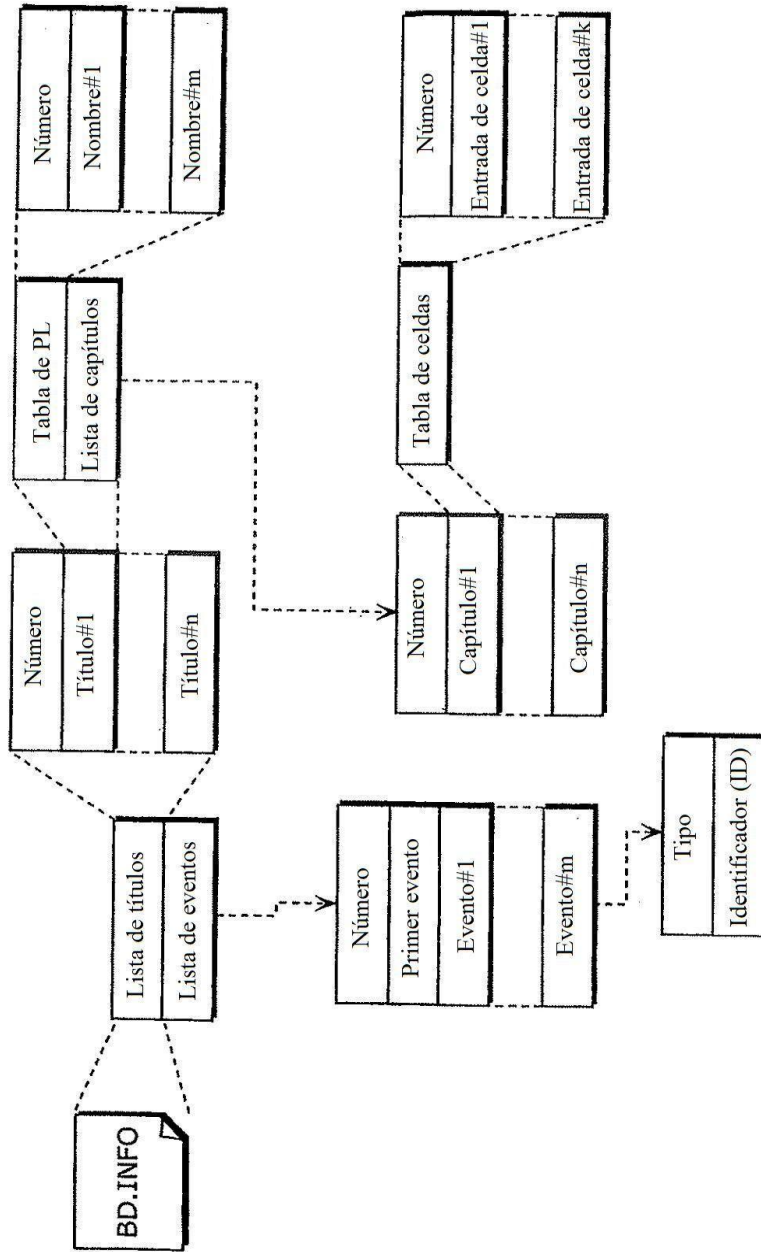 BD.INFO
Lista de títulos
Lista de eventos
Número
Título#1
Título#n
Tabla de PL
Lista de capítulos
Número
Nombre#1
Nombre#m
Número
Primer evento
Evento#1
Evento#m
Tipo
Identificador (ID)
Número
Capítulo#1
Capítulo#n
Tabla de celdas
Número
Entrada de celda#1
Entrada de celda#k